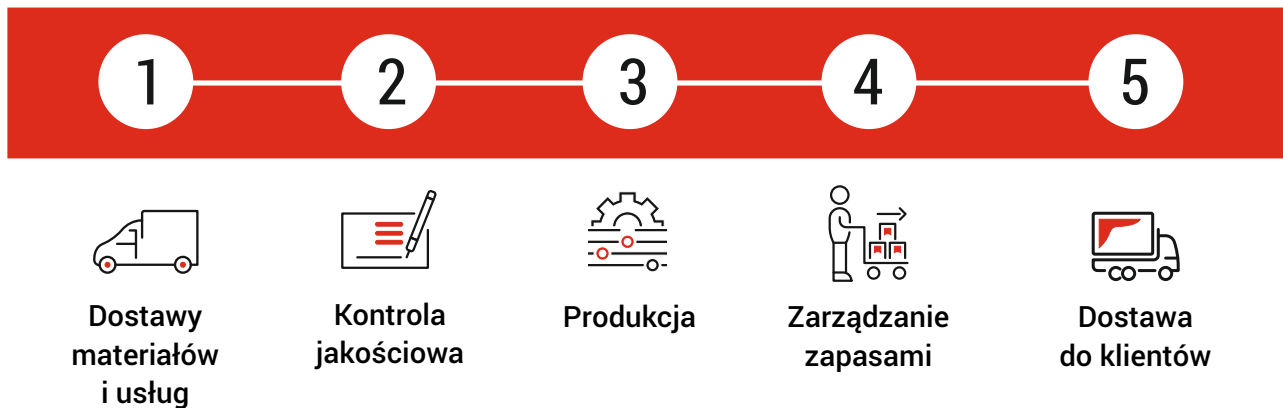 1
2
3
4
5
Dostawy
materiałów
i usług
Kontrola
jakościowa
Produkcja
Zarządzanie
zapasami
Dostawa
do klientów